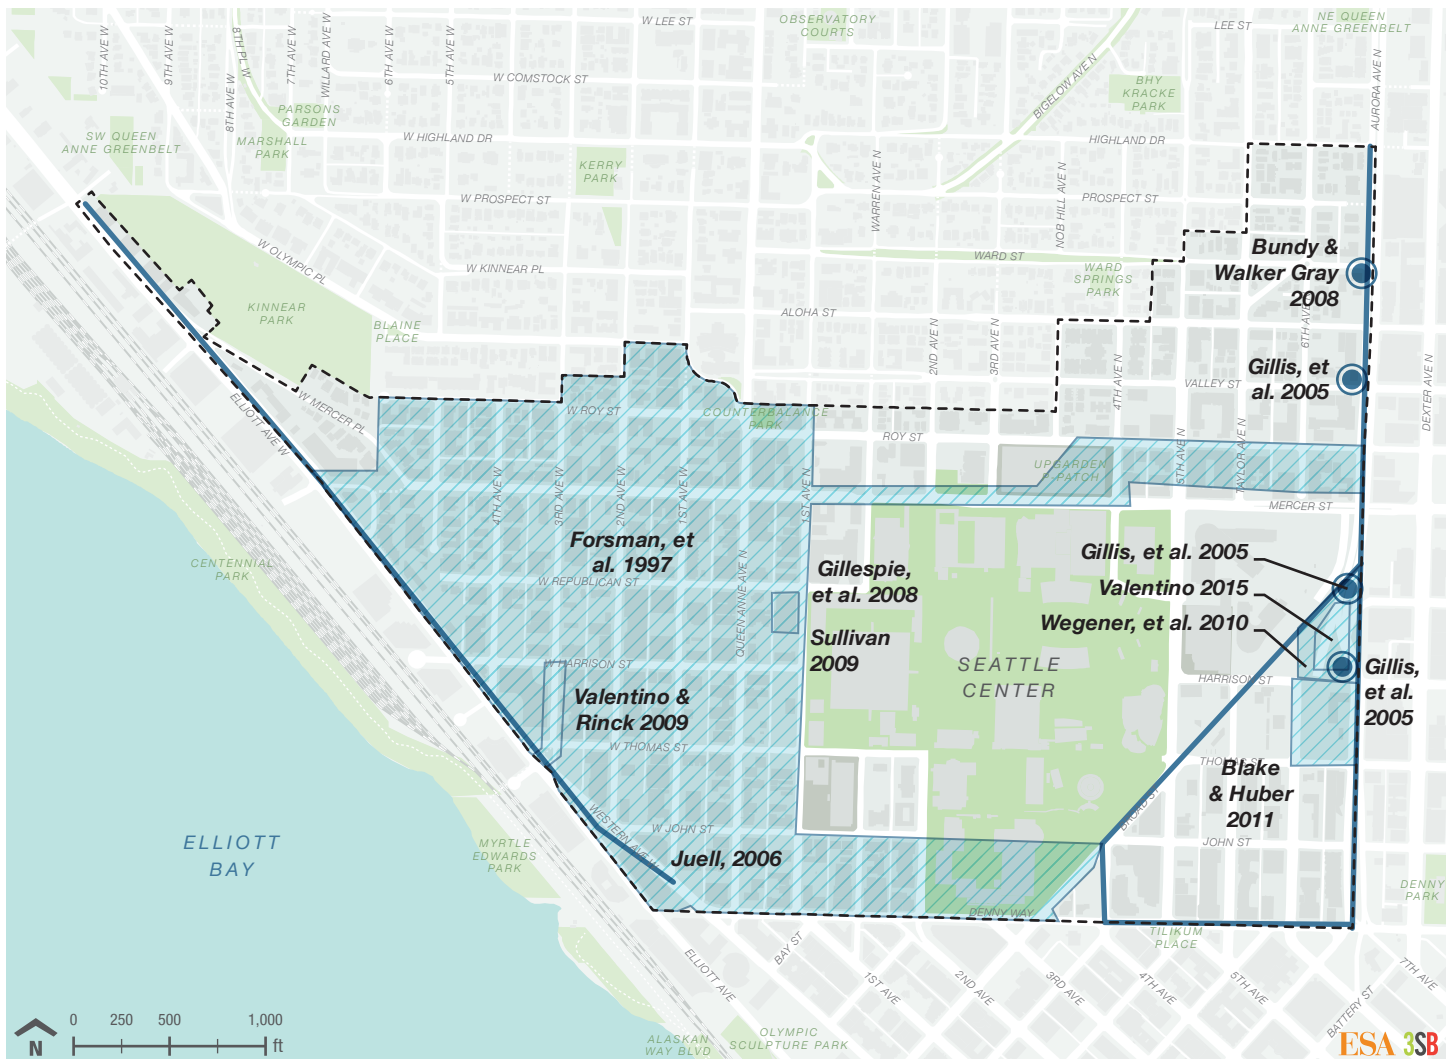 W LEE ST
OBSERVATORY
COURTS
LEE ST
NE QUEEN
ANNE GREENBELT
10TH AVE W
9TH AVE W
8TH PL W
8TH AVE W
7TH AVE W
WILLARD AVE W
6TH AVE W
5TH AVE W
W COMSTOCK ST
BIGELOW AVE N
BHY
KRACKE
PARK
AURORA AVE N
PARSONS
GARDEN
SW QUEEN
ANNE GREENBELT
MARSHALL
PARK
W HIGHLAND DR
HIGHLAND DR
KERRY
PARK
WARREN AVE N
NOB HILL AVE N
W PROSPECT ST
PROSPECT ST
W OLYMPIC PL
W KINNEAR PL
WARD ST
WARD
SPRINGS
PARK
Bundy &
Walker Gray
2008
6TH AVE N
KINNEAR
PARK
BLAINE
PLACE
ALOHA ST
2ND AVE N
3RD AVE N
4TH AVE N
VALLEY ST
Gillis, et
al. 2005
DEXTER AVE N
W MERCER PL
ELLIOTT AVE W
W ROY ST
COUNTERBALANCE
PARK
ROY ST
UPGARDEN
P-PATCH
5TH AVE N
TAYLOR AVE N
MERCER ST
4TH AVE W
3RD AVE W
2ND AVE W
1ST AVE W
1ST AVE N
CENTENNIAL
PARK
Forsman, et
al. 1997
W REPUBLICAN ST
QUEEN ANNE AVE N
Gillespie,
et al. 2008
Gillis, et al. 2005
Valentino 2015
Wegener, et al. 2010
Sullivan
2009
SEATTLE
CENTER
W HARRISON ST
HARRISON ST
Gillis,
et al.
2005
Valentino &
Rinck 2009
W THOMAS ST
THOMAS ST
Blake
& Huber
2011
BROAD ST
WESTERN AVE W
W JOHN ST
JOHN ST
Juell, 2006
ELLIOTT
BAY
MYRTLE
EDWARDS
PARK
DENNY
PARK
DENNY WAY
TILIKUM
PLACE
ELLIOTT AVE
BAY ST
1ST AVE
2ND AVE
3RD AVE
4TH AVE
5TH AVE
7TH AVE
BATTERY ST
N
0 250 500 1,000
ft
ALASKAN
WAY BLVD
OLYMPIC
SCULPTURE PARK
ESA 3SB